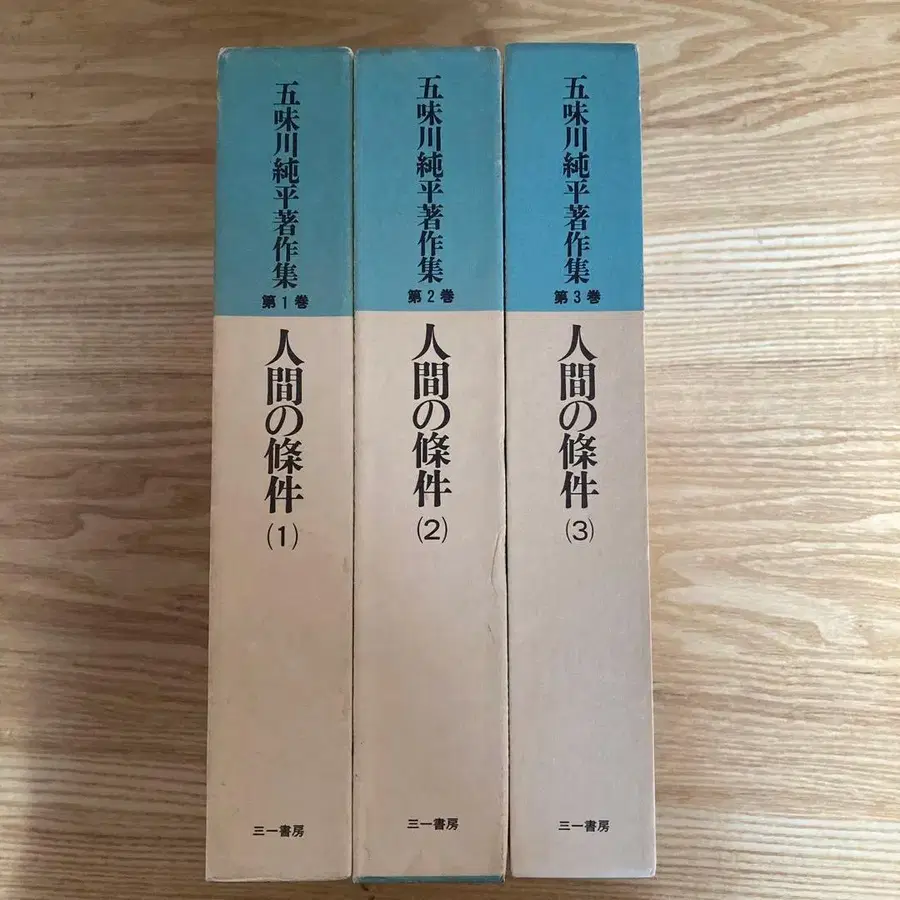 五味川純平著作集
第1巻
人間の條件
(1)
三一書房
五味川純平著作集
第2巻
人間の條件
(2)
三一書房
五味川純平著作集
第3巻
人間の條件
(3)
三一書房